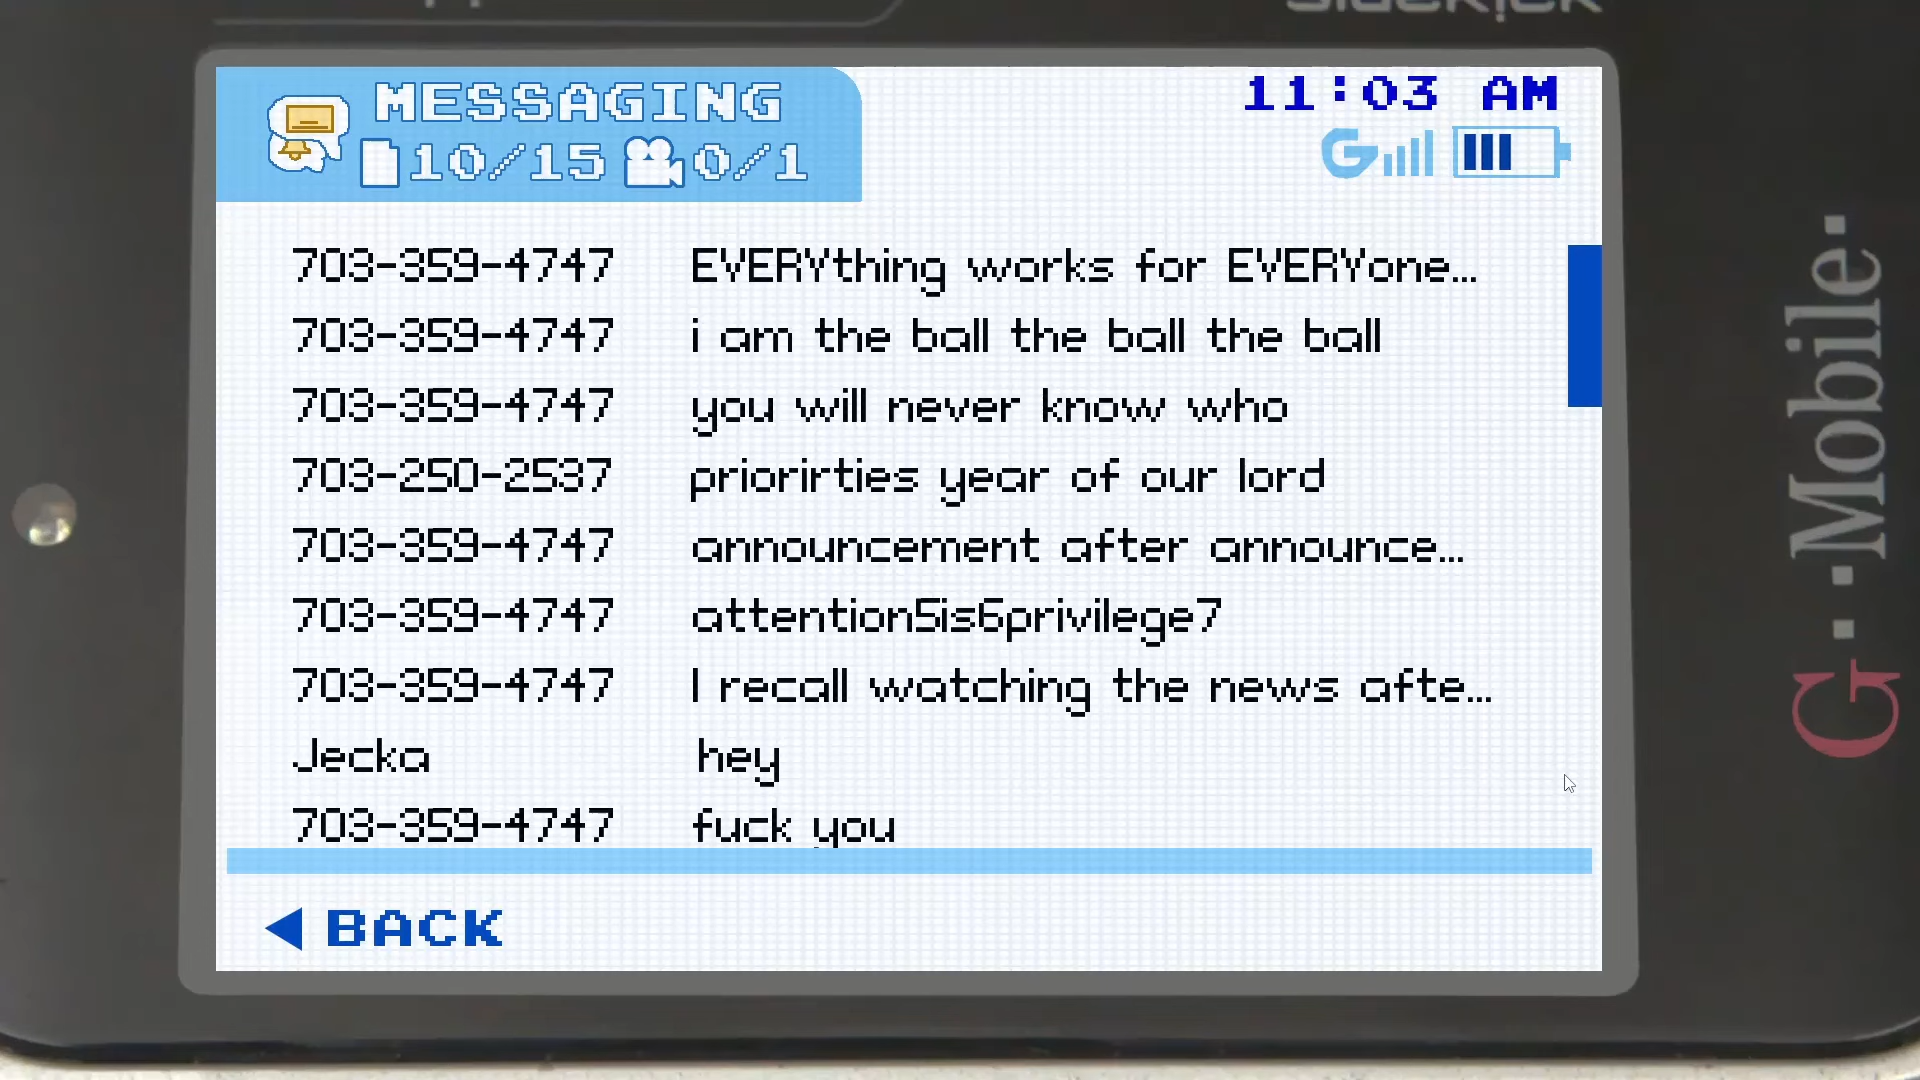 sidekick
MESSAGING
11:03 AM
10/15 0/1
G
703-359-4747 EVERYthing works for EVERYone...
703-359-4747 i am the ball the ball the ball
703-359-4747 you will never know who
703-250-2537 priorirties year of our lord
703-359-4747 announcement after announce...
703-359-4747 attention5is6privilege7
703-359-4747 I recall watching the news afte...
Jecka hey
703-359-4747 fuck you
BACK
G··Mobile·